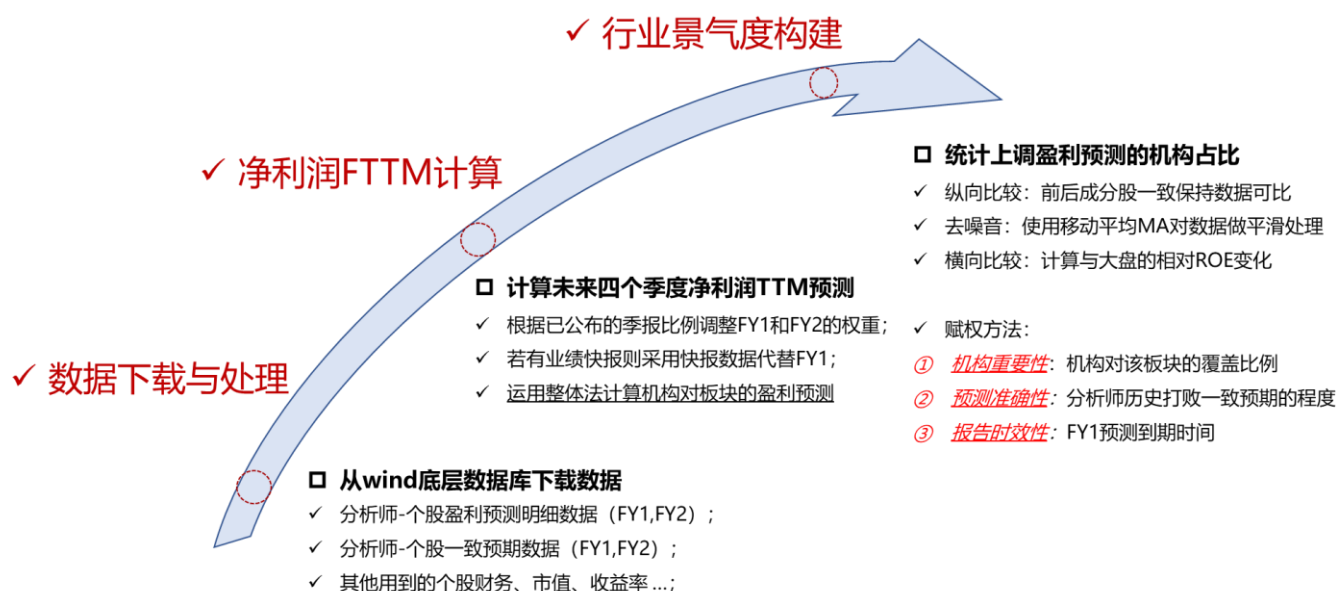 ✓ 行业景气度构建
✓ 净利润FTTM计算
✓ 数据下载与处理
□ 统计上调盈利预测的机构占比
✓ 纵向比较：前后成分股一致保持数据可比
✓ 去噪音：使用移动平均MA对数据做平滑处理
✓ 横向比较：计算与大盘的相对ROE变化
✓ 赋权方法：
① 机构重要性：机构对该板块的覆盖比例
② 预测准确性：分析师历史打败一致预期的程度
③ 报告时效性：FY1预测到期时间
□ 计算未来四个季度净利润TTM预测
✓ 根据已公布的季报比例调整FY1和FY2的权重；
✓ 若有业绩快报则采用快报数据代替FY1；
✓ 运用整体法计算机构对板块的盈利预测
□ 从wind底层数据库下载数据
✓ 分析师-个股盈利预测明细数据（FY1,FY2）；
✓ 分析师-个股一致预期数据（FY1,FY2）；
✓ 其他用到的个股财务、市值、收益率 ...；